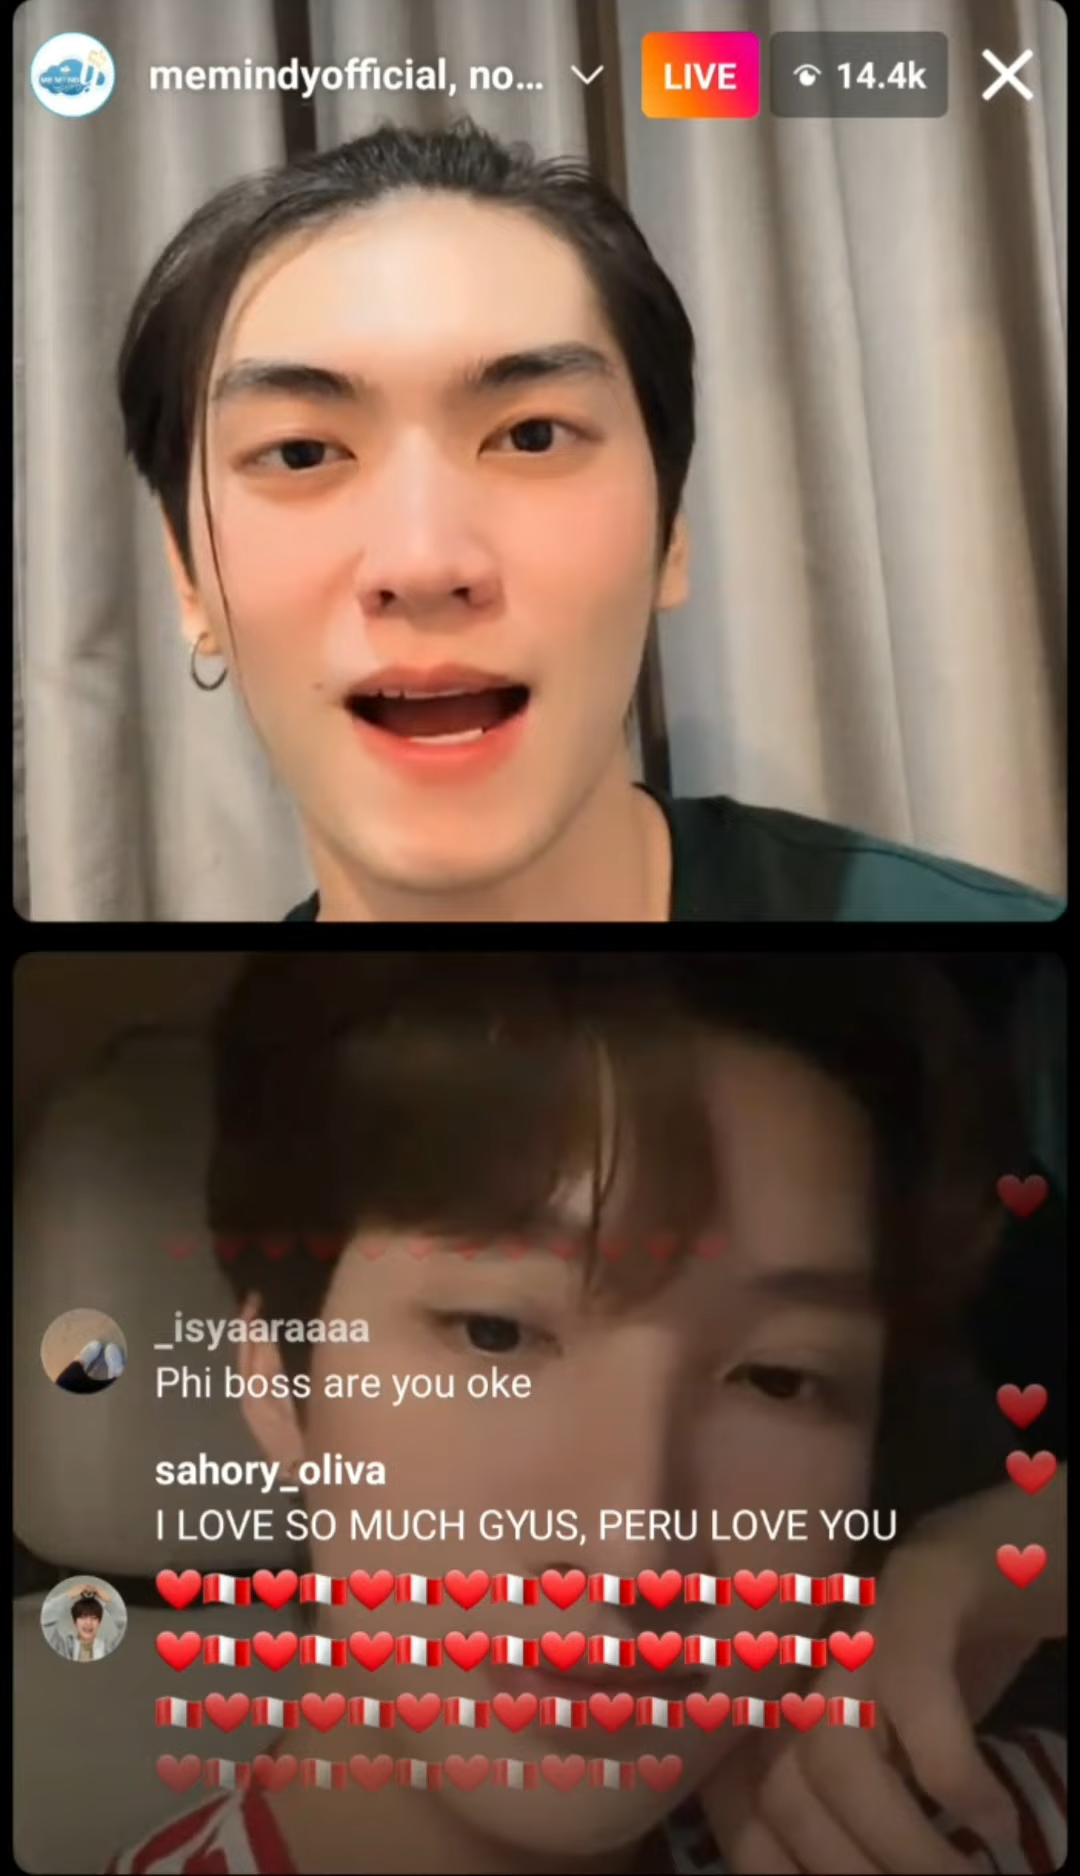 memindyofficial, no...
LIVE
14.4k
_isyaaraaaa
Phi boss are you oke
sahory_oliva
I LOVE SO MUCH GYUS, PERU LOVE YOU
❤️🇵🇪❤️🇵🇪❤️🇵🇪❤️🇵🇪❤️🇵🇪❤️🇵🇪❤️🇵🇪🇵🇪
❤️🇵🇪❤️🇵🇪❤️🇵🇪❤️🇵🇪❤️🇵🇪❤️🇵🇪❤️🇵🇪❤️
🇵🇪❤️🇵🇪❤️🇵🇪❤️🇵🇪❤️🇵🇪❤️🇵🇪❤️🇵🇪❤️🇵🇪
❤️🇵🇪❤️🇵🇪❤️🇵🇪❤️🇵🇪❤️🇵🇪❤️